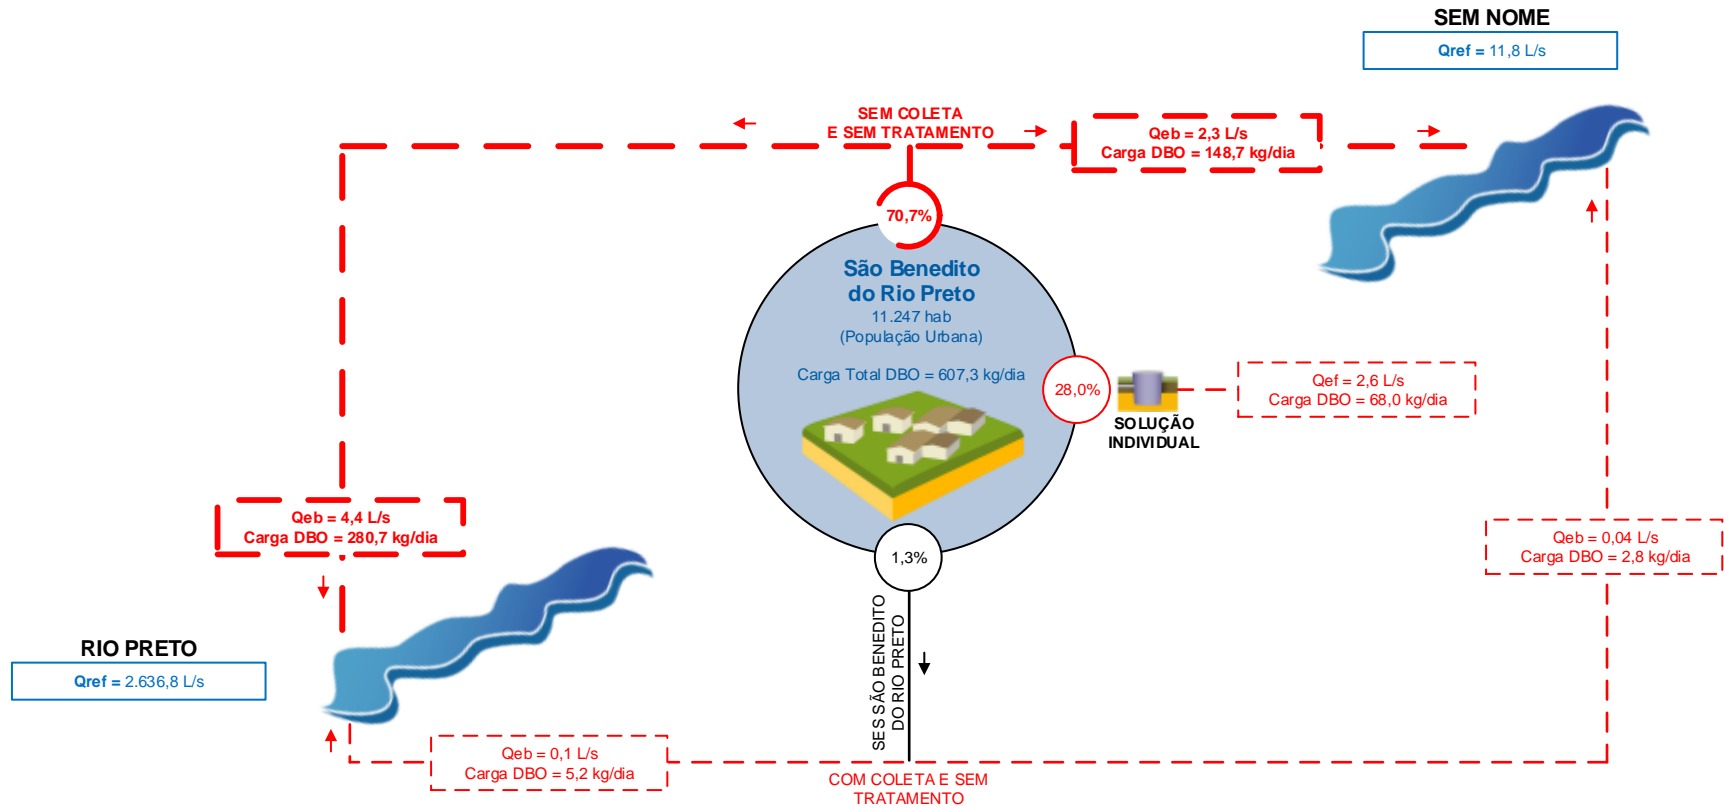 SEM NOME
Qref = 11,8 L/s
SEM COLETA
E SEM TRATAMENTO
Qeb = 2,3 L/s
Carga DBO = 148,7 kg/dia
70,7%
São Benedito
do Rio Preto
11.247 hab
(População Urbana)
Carga Total DBO = 607,3 kg/dia
28,0%
SOLUÇÃO
INDIVIDUAL
Qef = 2,6 L/s
Carga DBO = 68,0 kg/dia
Qeb = 4,4 L/s
Carga DBO = 280,7 kg/dia
Qeb = 0,04 L/s
Carga DBO = 2,8 kg/dia
1,3%
SES SÃO BENEDITO
DO RIO PRETO
RIO PRETO
Qref = 2.636,8 L/s
Qeb = 0,1 L/s
Carga DBO = 5,2 kg/dia
COM COLETA E SEM
TRATAMENTO